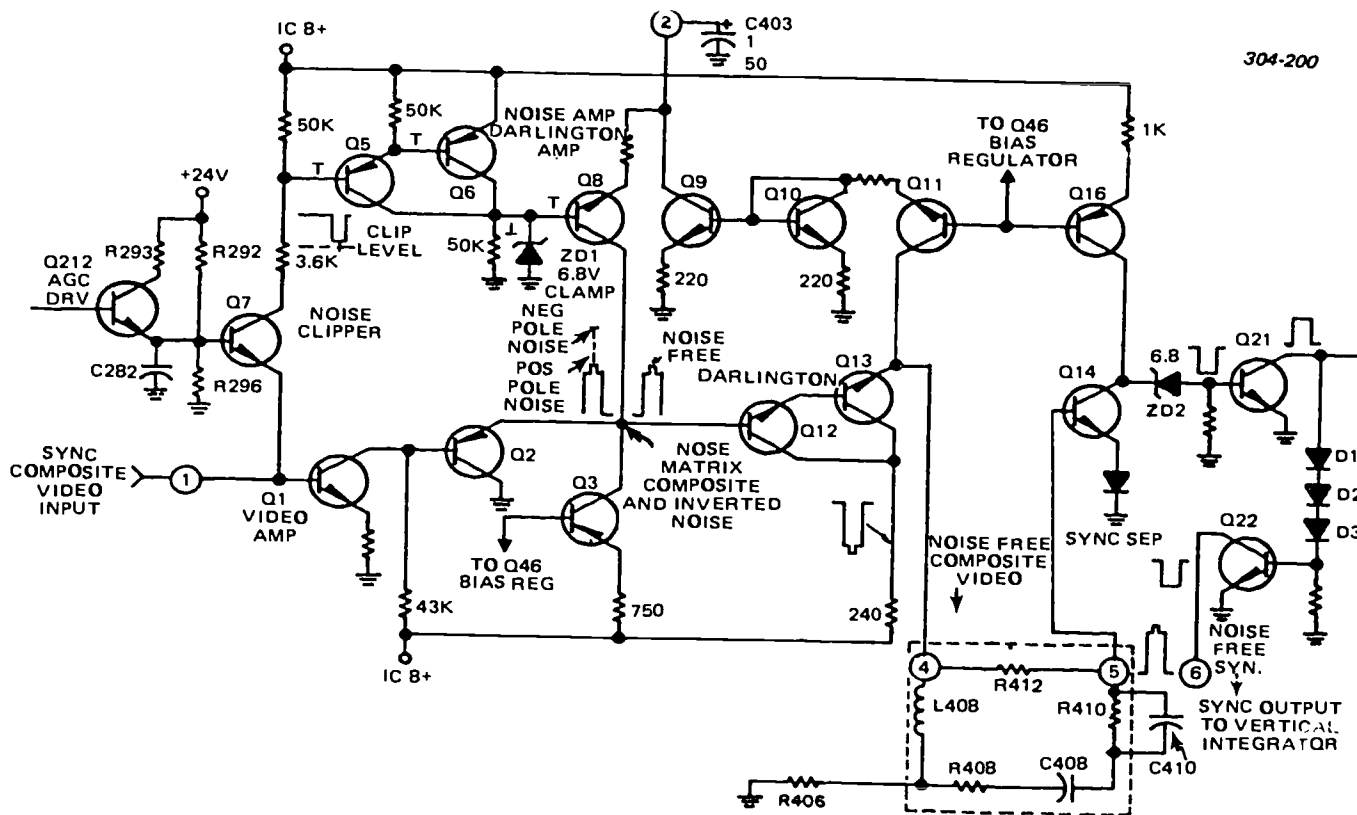 IC 8+
2
C403
1
50
304-200
50K
50K
NOISE AMP
DARLINGTON
AMP
Q5
T
T
Q6
Q8
TO Q46
BIAS
REGULATOR
1K
Q9
Q10
Q11
Q16
+24V
R293
R292
Q212
AGC
DRV
3.6K
CLIP
LEVEL
50K
T
ZD1
6.8V
CLAMP
220
220
Q7
NOISE
CLIPPER
C282
R296
NEG
POLE
NOISE
POS
POLE
NOISE
NOISE
FREE
DARLINGTON
Q13
Q12
Q14
6.8
ZD2
Q21
SYNC
COMPOSITE
VIDEO
INPUT
1
Q1
VIDEO
AMP
Q2
Q3
NOSE
MATRIX
COMPOSITE
AND INVERTED
NOISE
TO Q46
8IAS REG
SYNC SEP
D1
D2
D3
Q22
43K
750
240
NOISE FREE
COMPOSITE
VIDEO
IC 8+
4
R412
5
6
NOISE
FREE
SYN.
L408
R410
SYNC OUTPUT
TO VERTICAL
INTEGRATOR
R408
C408
C410
R406